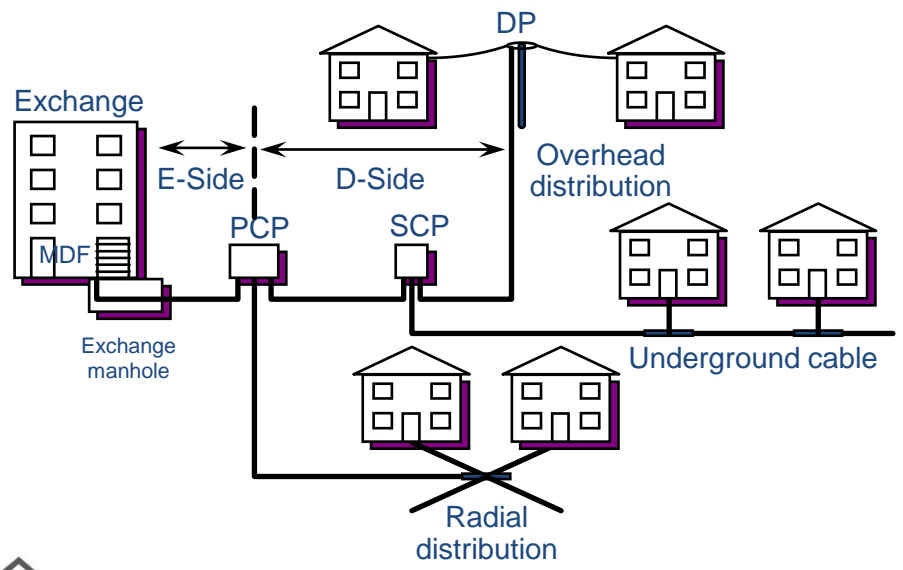 DP
Exchange
Overhead
distribution
E-Side
D-Side
PCP
SCP
MDF
Exchange
manhole
Underground cable
Radial
distribution